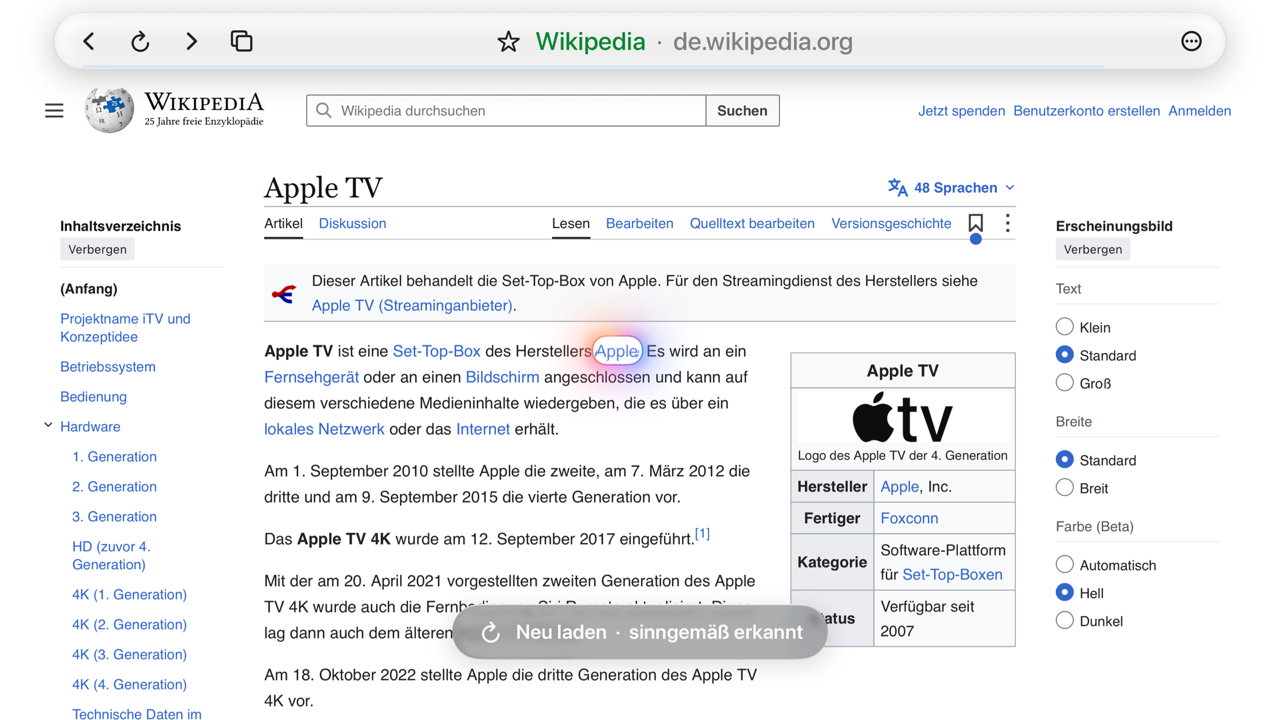 Wikipedia · de.wikipedia.org
WIKIPEDIA
25 Jahre freie Enzyklopädie
Wikipedia durchsuchen
Suchen
Jetzt spenden
Benutzerkonto erstellen
Anmelden
Inhaltsverzeichnis
Verbergen
(Anfang)
Projektname iTV und
Konzeptidee
Betriebssystem
Bedienung
Hardware
1. Generation
2. Generation
3. Generation
HD (zuvor 4.
Generation)
4K (1. Generation)
4K (2. Generation)
4K (3. Generation)
4K (4. Generation)
Technische Daten im
Apple TV
48 Sprachen
Artikel
Diskussion
Lesen
Bearbeiten
Quelltext bearbeiten
Versionsgeschichte
Dieser Artikel behandelt die Set-Top-Box von Apple. Für den Streamingdienst des Herstellers siehe
Apple TV (Streaminganbieter).
Apple TV ist eine Set-Top-Box des Herstellers Apple. Es wird an ein
Fernsehgerät oder an einen Bildschirm angeschlossen und kann auf
diesem verschiedene Medieninhalte wiedergeben, die es über ein
lokales Netzwerk oder das Internet erhält.
Am 1. September 2010 stellte Apple die zweite, am 7. März 2012 die
dritte und am 9. September 2015 die vierte Generation vor.
Das Apple TV 4K wurde am 12. September 2017 eingeführt.[1]
Mit der am 20. April 2021 vorgestellten zweiten Generation des Apple
TV 4K wurde auch die
lag dann auch dem älteren
Am 18. Oktober 2022 stellte Apple die dritte Generation des Apple TV
4K vor.
Apple TV
tv
Logo des Apple TV der 4. Generation
Hersteller Apple, Inc.
Fertiger Foxconn
Kategorie Software-Plattform
für Set-Top-Boxen
Verfügbar seit
2007
Erscheinungsbild
Verbergen
Text
Klein
Standard
Groß
Breite
Standard
Breit
Farbe (Beta)
Automatisch
Hell
Dunkel
Neu laden · sinngemäß erkannt